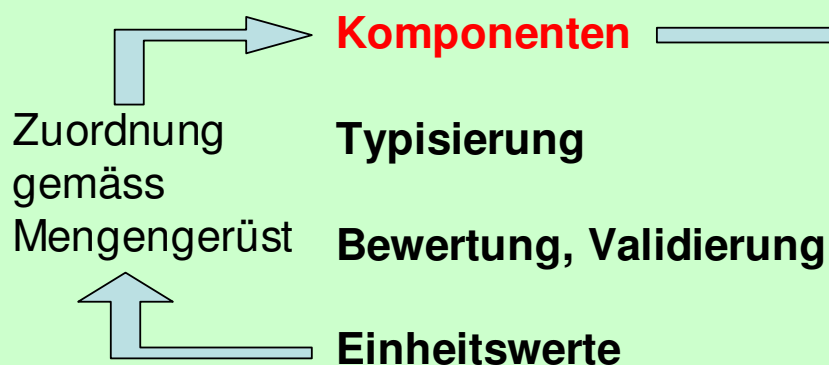 Komponenten
Zuordnung
gemäss
Mengengerüst
Typisierung
Bewertung, Validierung
Einheitswerte